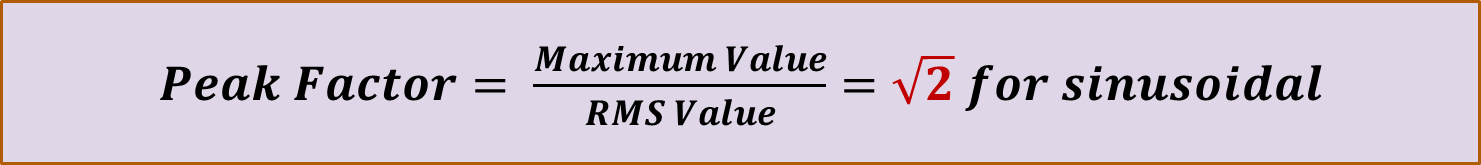 Peak Factor = Maximum Value / RMS Value = √2 for sinusoidal